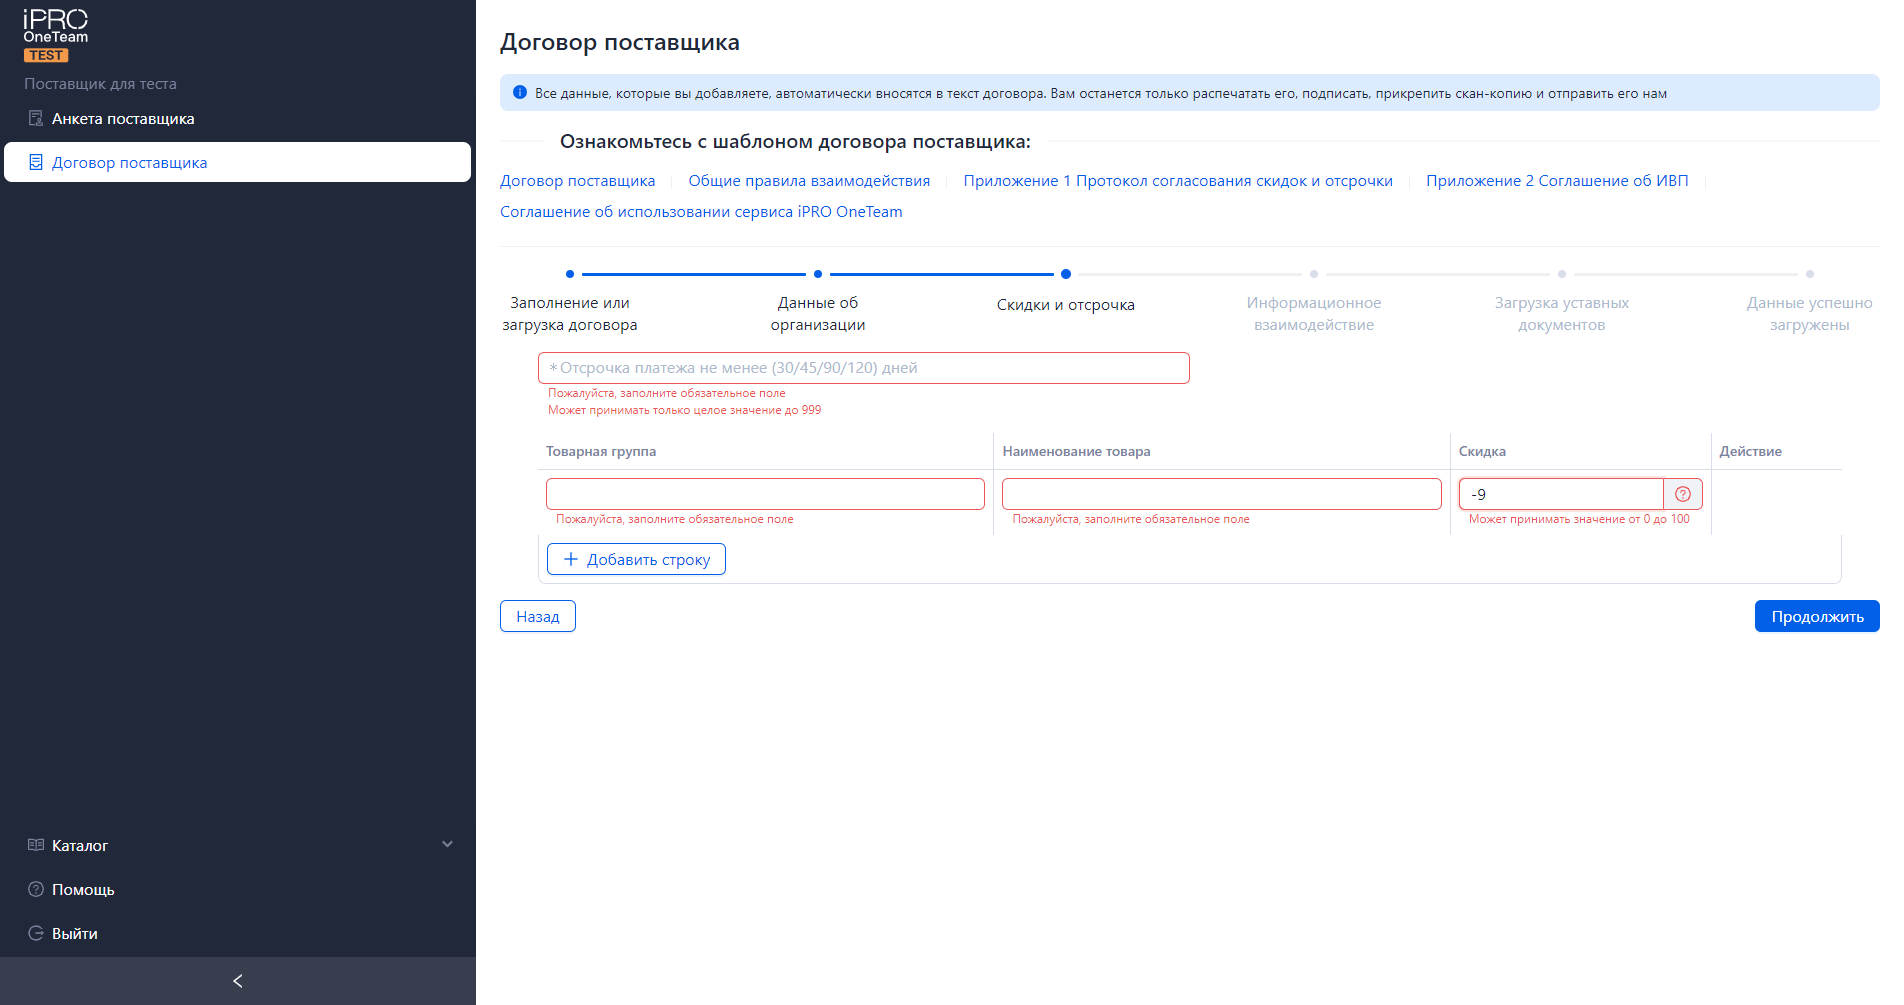 iPRO
OneTeam
TEST
Поставщик для теста
Анкета поставщика
Договор поставщика
Каталог
Помощь
Выйти
Договор поставщика
Все данные, которые вы добавляете, автоматически вносятся в текст договора. Вам останется только распечатать его, подписать, прикрепить скан-копию и отправить его нам
Ознакомьтесь с шаблоном договора поставщика:
Договор поставщика Общие правила взаимодействия Приложение 1 Протокол согласования скидок и отсрочки Приложение 2 Соглашение об ИВП
Соглашение об использовании сервиса iPRO OneTeam
Заполнение или
загрузка договора
Данные об
организации
Скидки и отсрочка
Информационное
взаимодействие
Загрузка уставных
документов
Данные успешно
загружены
* Отсрочка платежа не менее (30/45/90/120) дней
Пожалуйста, заполните обязательное поле
Может принимать только целое значение до 999
Товарная группа Наименование товара Скидка Действие
-9
Пожалуйста, заполните обязательное поле Пожалуйста, заполните обязательное поле Может принимать значение от 0 до 100
+ Добавить строку
Назад Продолжить